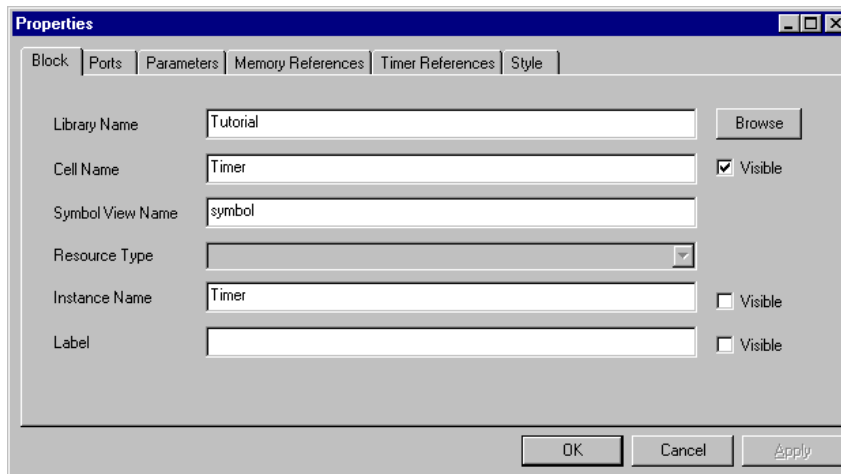 Properties
Block Ports Parameters Memory References Timer References Style
Library Name Tutorial Browse
Cell Name Timer Visible
Symbol View Name symbol
Resource Type
Instance Name Timer Visible
Label Visible
OK Cancel Apply